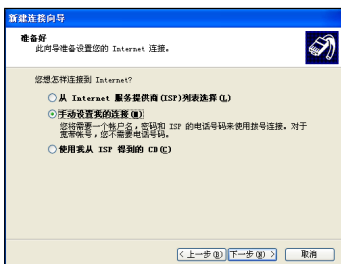 新建连接向导
准备好
此向导准备设置您的 Internet 连接。
您想怎样连接到 Internet?
从 Internet 服务提供商(ISP)列表选择(L)
手动设置我的连接(M)
您将需要一个帐户名，密码和 ISP 的电话号码来使用拨号连接。对于
宽带帐号，您不需要电话号码。
使用我从 ISP 得到的 CD(C)
< 上一步(B) 下一步(N) > 取消